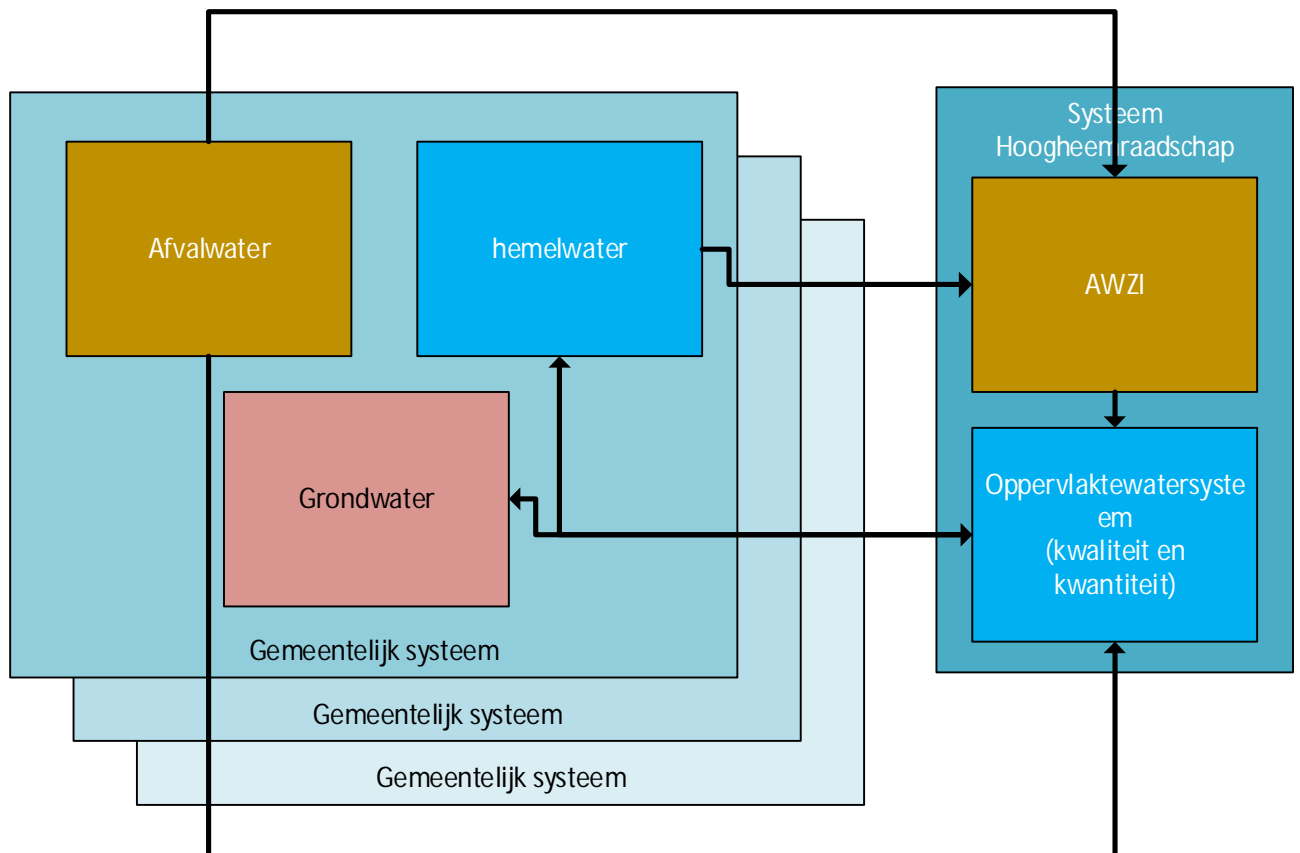 Systeem
Hoogheemraadschap
Afvalwater
hemelwater
AWZI
Grondwater
Oppervlaktewatersyste
em
(kwaliteit en
kwantiteit)
Gemeentelijk systeem
Gemeentelijk systeem
Gemeentelijk systeem